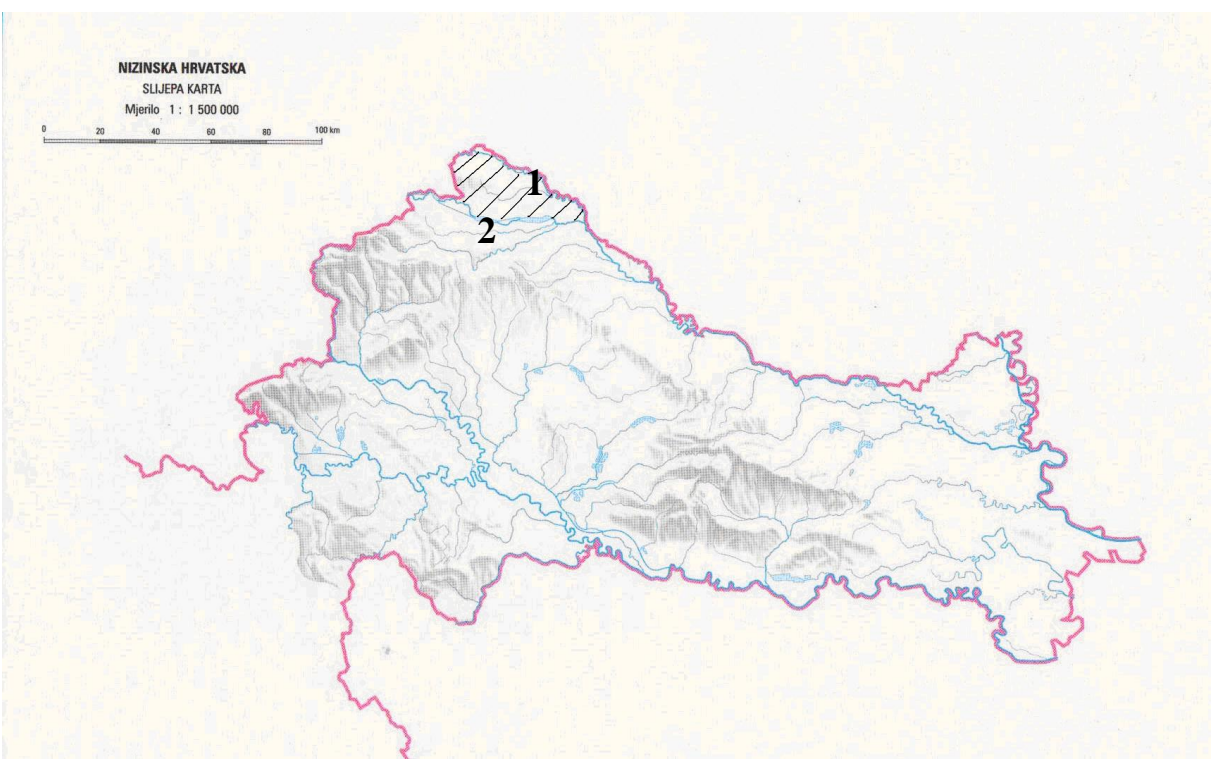 NIZINSKA HRVATSKA
SLIJEPA KARTA
Mjerilo 1 : 1 500 000
0 20 40 60 80 100 km
1
2